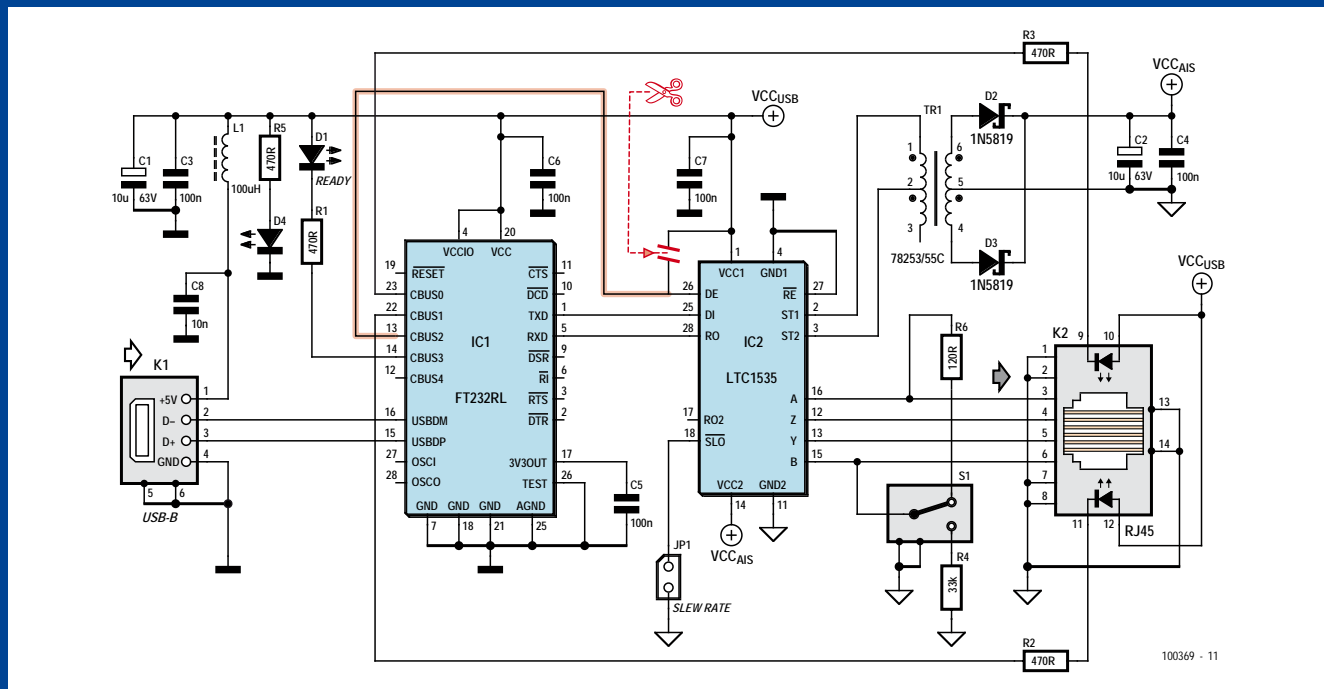 R3
470R
VCCAIS
VCCUSB
D2
1N5819
TR1
R5
470R
L1
100uH
D1
READY
C1
10u
63V
C3
100n
C6
100n
C7
100n
C2
10u
63V
C4
100n
1
2
3
6
5
4
78253/55C
D3
1N5819
D4
R1
470R
C8
10n
4
VCCIO
20
VCC
19
RESET
23
CBUS0
22
CBUS1
13
CBUS2
14
CBUS3
12
CBUS4
16
USBDM
15
USBDP
27
OSCI
28
OSCO
IC1
FT232RL
CTS
11
DCD
10
TXD
1
RXD
5
DSR
9
RI
6
RTS
3
DTR
2
3V3OUT
17
TEST
26
GND
7
GND
18
GND
21
AGND
25
C5
100n
1
VCC1
4
GND1
26
DE
25
DI
28
RO
17
RO2
18
SLO
IC2
LTC1535
RE
27
ST1
2
ST2
3
A
16
Z
12
Y
13
B
15
VCC2
14
GND2
11
VCCAIS
JP1
SLEW RATE
R6
120R
S1
R4
33k
VCCUSB
K2
9
10
1
2
3
4
5
6
7
8
13
14
11
12
RJ45
K1
+5V
1
D–
2
D+
3
GND
4
5
6
USB-B
R2
470R
100369 - 11